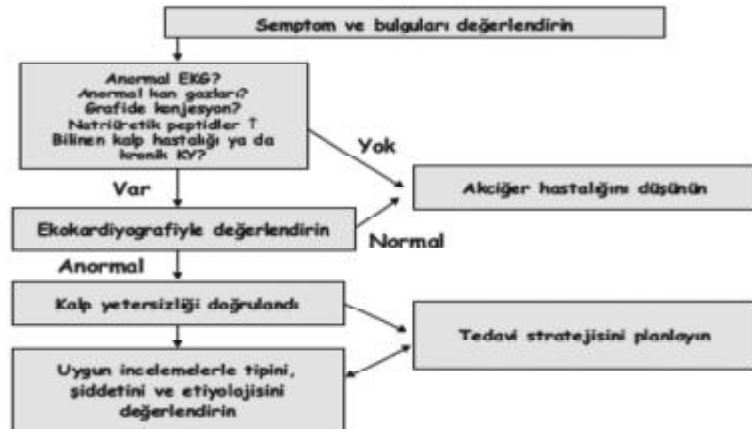 Semptom ve bulguları değerlendirin
Anormal EKG?
Anormal kan gazları?
Grafide konjesyon?
Natriüretik peptidler ↑
Bilinen kalp hastalığı ya da
kronik KY?
Yok
Var
Akciğer hastalığını düşünün
Ekokardiyografiyle değerlendirin
Normal
Anormal
Kalp yetersizliği doğrulandı
Tedavi stratejisini planlayın
Uygun incelemelerle tipini,
şiddetini ve etiyolojisini
değerlendirin